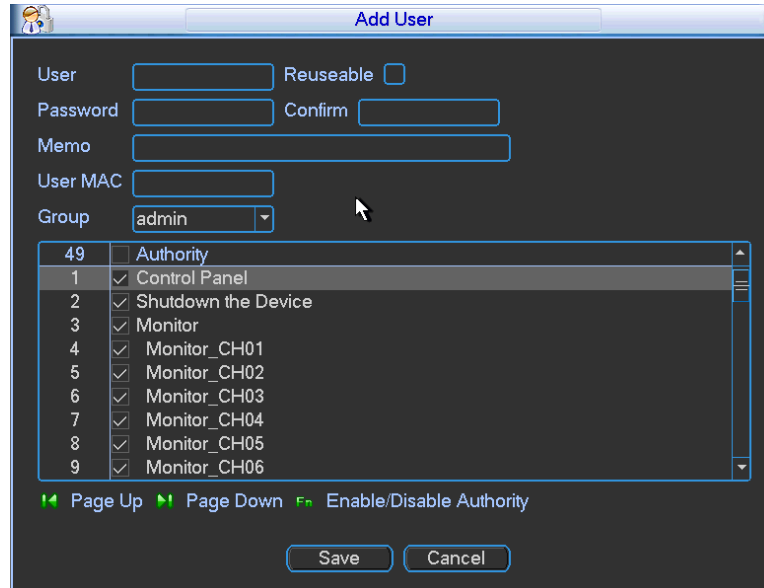 Add User
User Reuseable
Password Confirm
Memo
User MAC
Group admin
49 Authority
1 Control Panel
2 Shutdown the Device
3 Monitor
4 Monitor_CH01
5 Monitor_CH02
6 Monitor_CH03
7 Monitor_CH04
8 Monitor_CH05
9 Monitor_CH06
Page Up Page Down Fn Enable/Disable Authority
Save Cancel